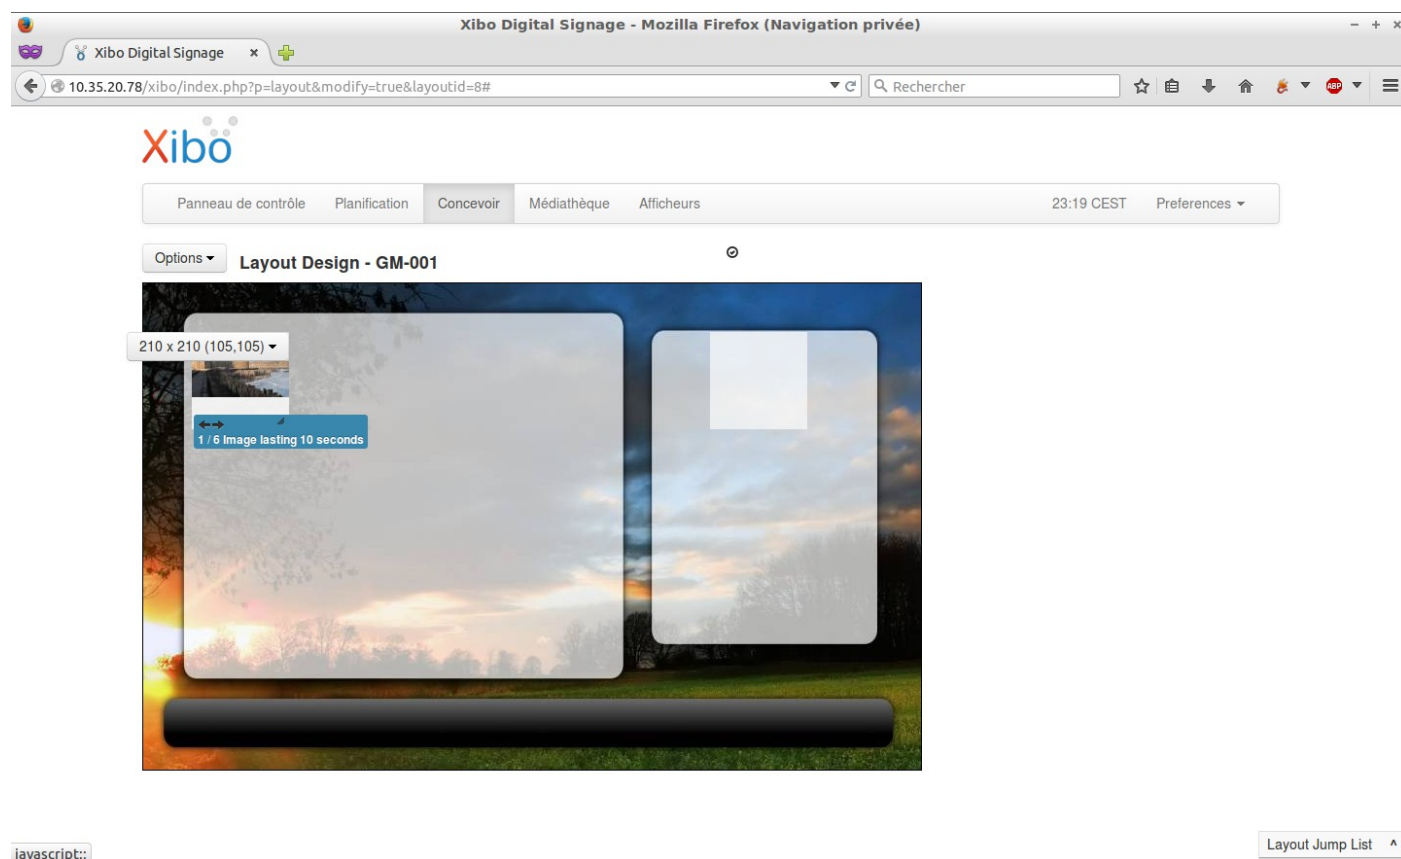 Xibo Digital Signage - Mozilla Firefox (Navigation privée)
Xibo Digital Signage
10.35.20.78/xibo/index.php?p=layout&modify=true&layoutid=8#
Rechercher
ABP
Xibo
Panneau de contrôle Planification Concevoir Médiathèque Afficheurs 23:19 CEST Preferences
Options Layout Design - GM-001
210 x 210 (105,105)
1 / 6 Image lasting 10 seconds
Layout Jump List
javascript:;